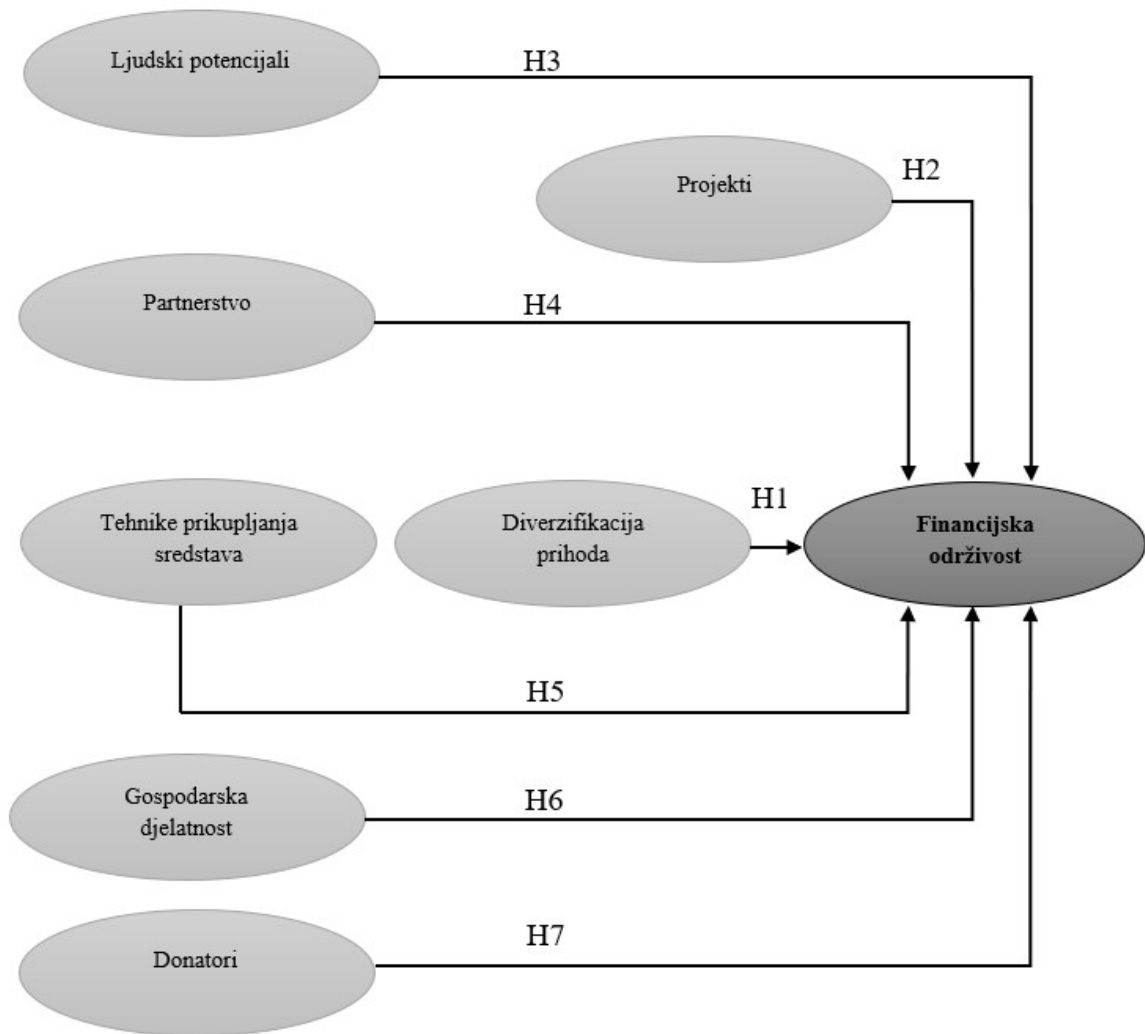 Ljudski potencijali
H3
Projekti
H2
Partnerstvo
H4
Tehnike prikupljanja
sredstava
Diverzifikacija
prihoda
H1
Financijska
održivost
H5
Gospodarska
djelatnost
H6
Donatori
H7